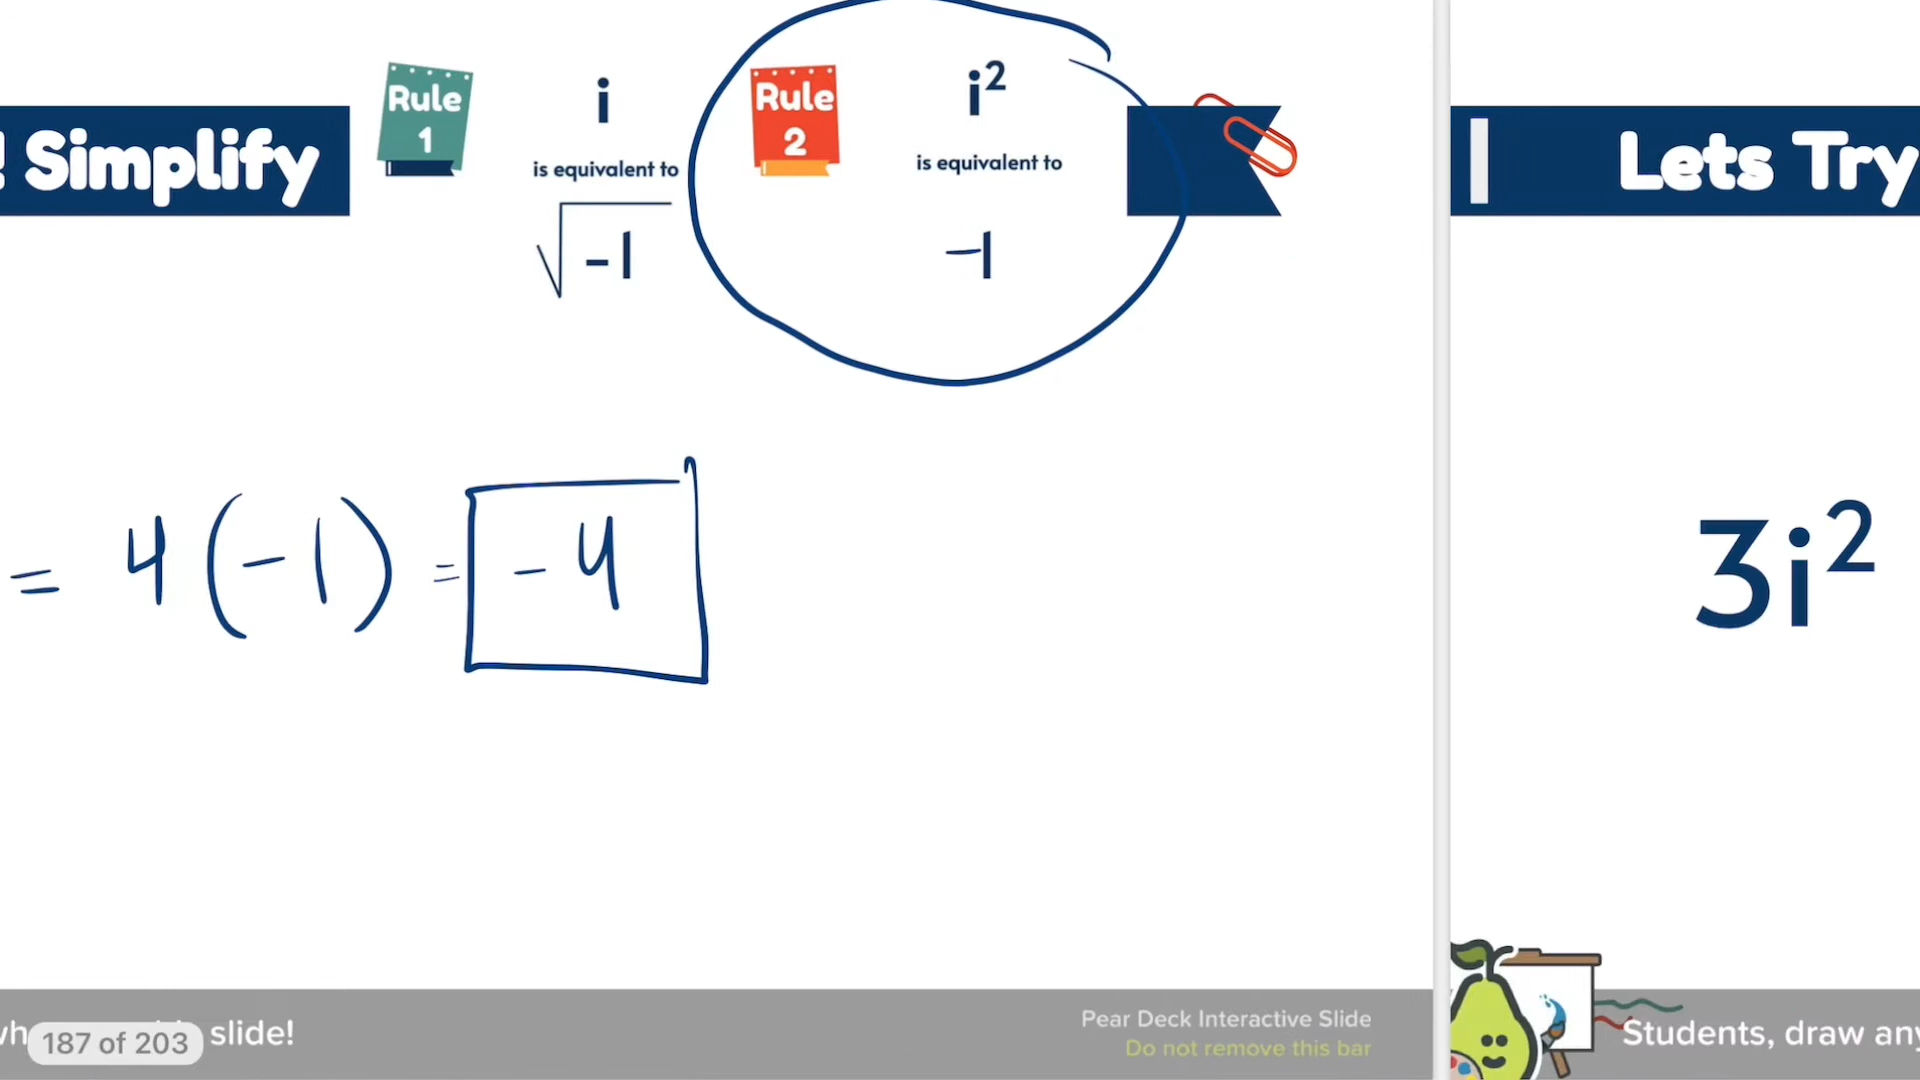 ! Simplify
Rule 1
i
is equivalent to
√-1
Rule 2
i²
is equivalent to
-1
= 4 (-1) = -4
slide!
187 of 203
Pear Deck Interactive Slide
Do not remove this bar
Lets Try
3i²
Students, draw any